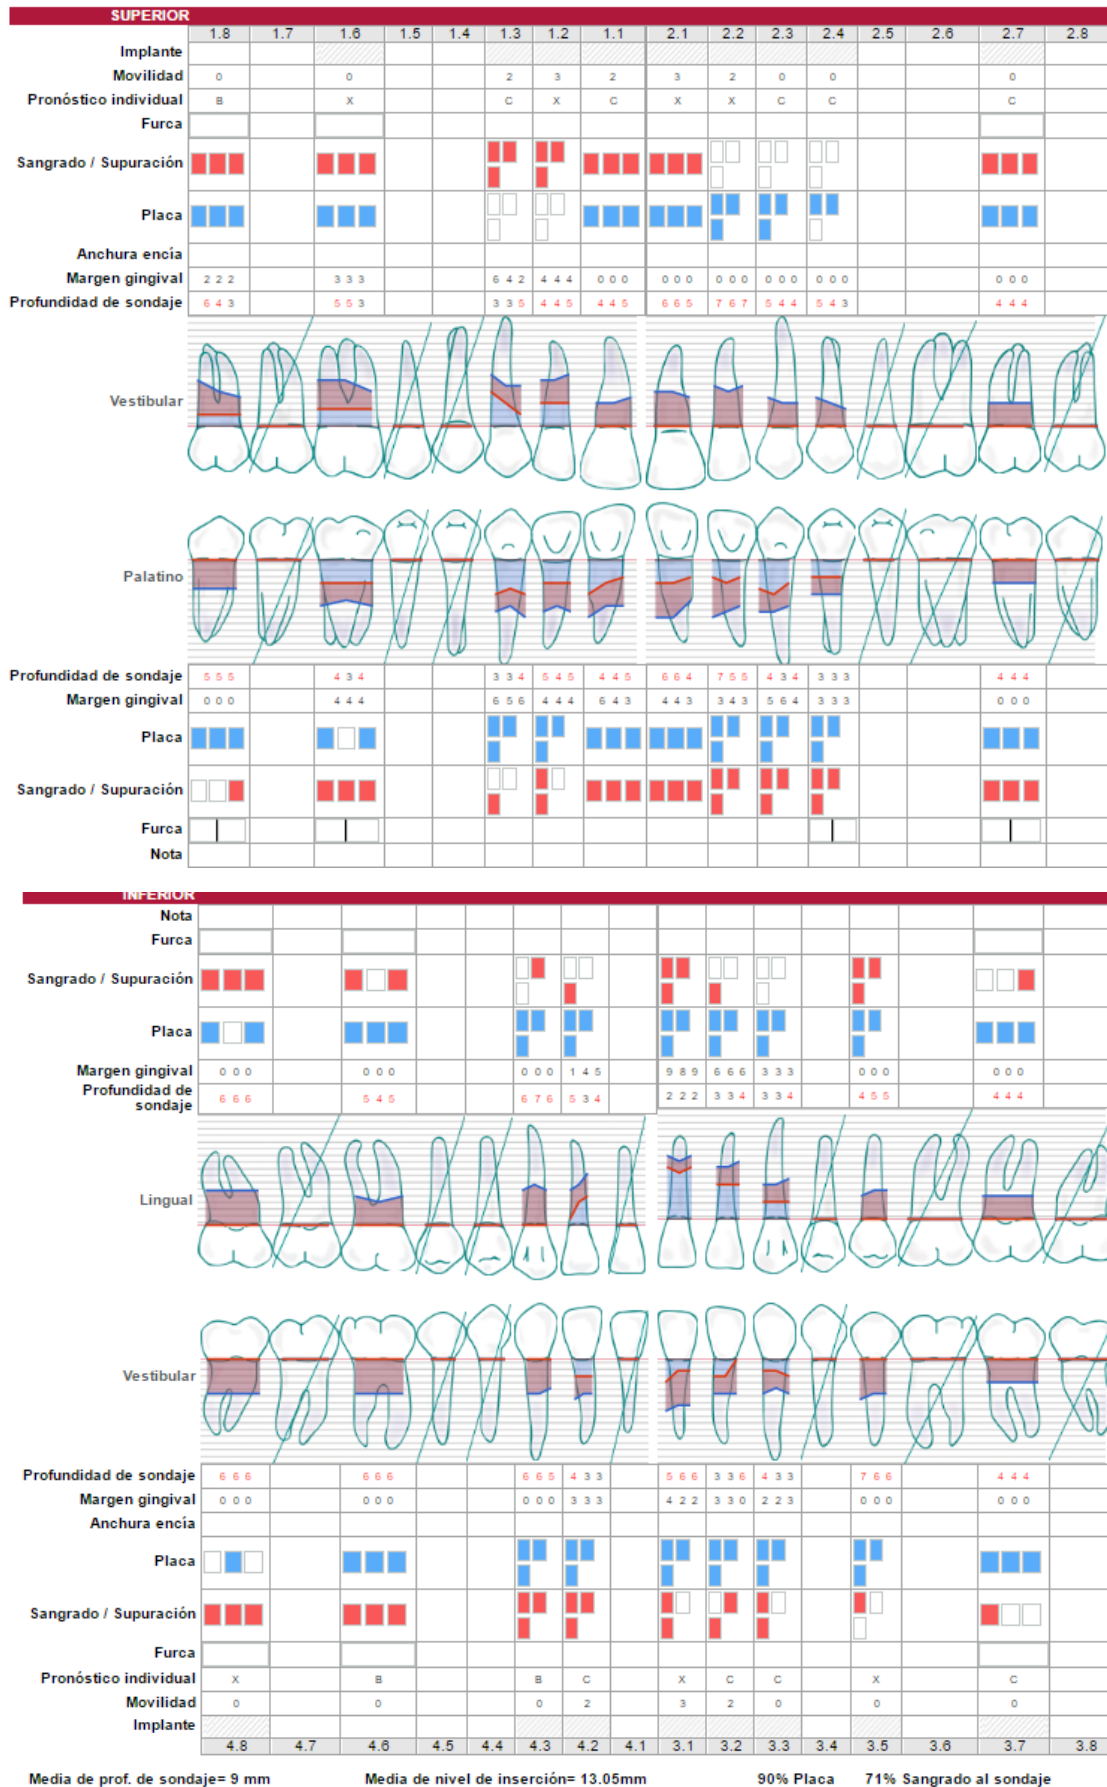 SUPERIOR
1.8 1.7 1.6 1.5 1.4 1.3 1.2 1.1 2.1 2.2 2.3 2.4 2.5 2.6 2.7 2.8
Implante
Movilidad 0 0 2 3 2 3 2 0 0 0
Pronóstico individual B X C X C X X C C C
Furca
Sangrado / Supuración
Placa
Anchura encía
Margen gingival 2 2 2 3 3 3 6 4 2 4 4 4 0 0 0 0 0 0 0 0 0 0 0 0 0 0 0 0 0 0
Profundidad de sondaje 6 4 3 5 5 3 3 3 5 4 4 5 4 4 5 6 6 5 7 6 7 5 4 4 5 4 3 4 4 4
Vestibular
Palatino
Profundidad de sondaje 5 5 5 4 3 4 3 3 4 5 4 5 4 4 5 6 6 4 7 5 5 4 3 4 3 3 3 4 4 4
Margen gingival 0 0 0 4 4 4 6 5 6 4 4 4 6 4 3 4 4 3 3 4 3 5 6 4 3 3 3 0 0 0
Placa
Sangrado / Supuración
Furca
Nota
INFERIOR
Nota
Furca
Sangrado / Supuración
Placa
Margen gingival 0 0 0 0 0 0 0 0 0 1 4 5 9 8 9 6 6 6 3 3 3 0 0 0 0 0 0
Profundidad de
sondaje 6 6 6 5 4 5 6 7 6 5 3 4 2 2 2 3 3 4 3 3 4 4 5 5 4 4 4
Lingual
Vestibular
Profundidad de sondaje 6 6 6 6 6 6 6 6 5 4 3 3 5 6 6 3 3 6 4 3 3 7 6 6 4 4 4
Margen gingival 0 0 0 0 0 0 0 0 0 3 3 3 4 2 2 3 3 0 2 2 3 0 0 0 0 0 0
Anchura encía
Placa
Sangrado / Supuración
Furca
Pronóstico individual X B B C X C C X C
Movilidad 0 0 0 2 3 2 0 0 0
Implante
4.8 4.7 4.6 4.5 4.4 4.3 4.2 4.1 3.1 3.2 3.3 3.4 3.5 3.6 3.7 3.8
Media de prof. de sondaje= 9 mm Media de nivel de inserción= 13.05mm 90% Placa 71% Sangrado al sondaje